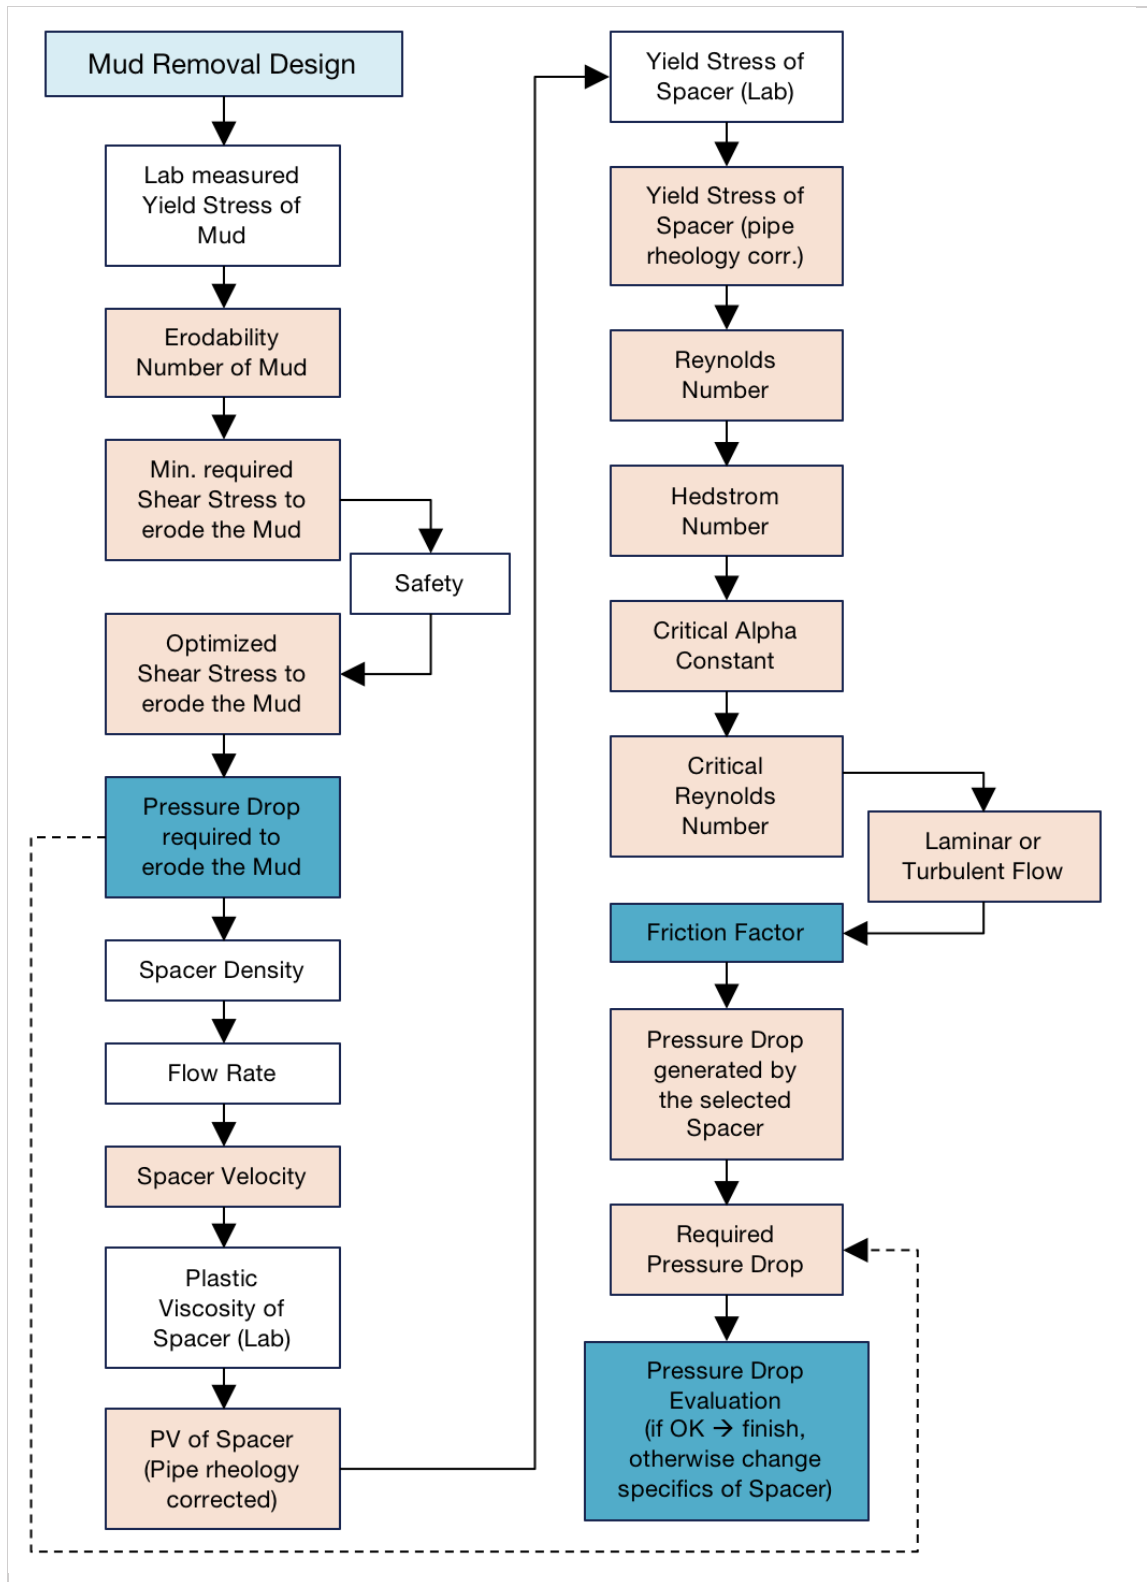 Mud Removal Design
Lab measured
Yield Stress of
Mud
Erodability
Number of Mud
Min. required
Shear Stress to
erode the Mud
Safety
Optimized
Shear Stress to
erode the Mud
Pressure Drop
required to
erode the Mud
Spacer Density
Flow Rate
Spacer Velocity
Plastic
Viscosity of
Spacer (Lab)
PV of Spacer
(Pipe rheology
corrected)
Yield Stress of
Spacer (Lab)
Yield Stress of
Spacer (pipe
rheology corr.)
Reynolds
Number
Hedstrom
Number
Critical Alpha
Constant
Critical
Reynolds
Number
Laminar or
Turbulent Flow
Friction Factor
Pressure Drop
generated by
the selected
Spacer
Required
Pressure Drop
Pressure Drop
Evaluation
(if OK → finish,
otherwise change
specifics of Spacer)